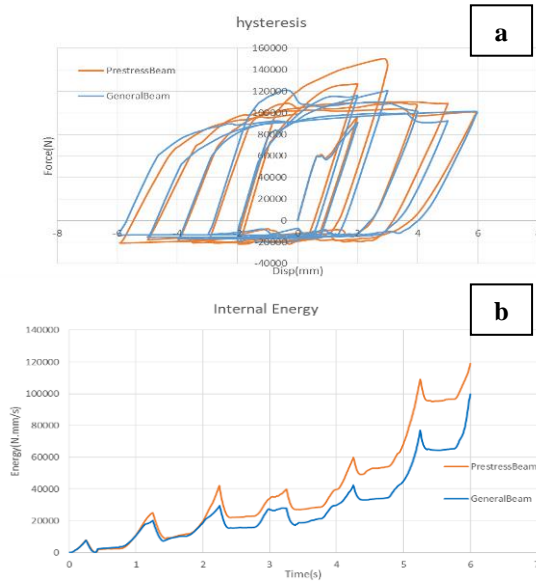 hysteresis
a
160000
140000
PrestressBeam
120000
GeneralBeam
100000
80000
Force(N)
60000
40000
20000
0
-8 -6 -4 -2 0 2 4 6 8
-20000
-40000
Disp(mm)
Internal Energy
b
140000
120000
100000
Energy(N.mm/s)
80000
60000
PrestressBeam
40000
GeneralBeam
20000
0
0 1 2 3 4 5 6 7
Time(s)